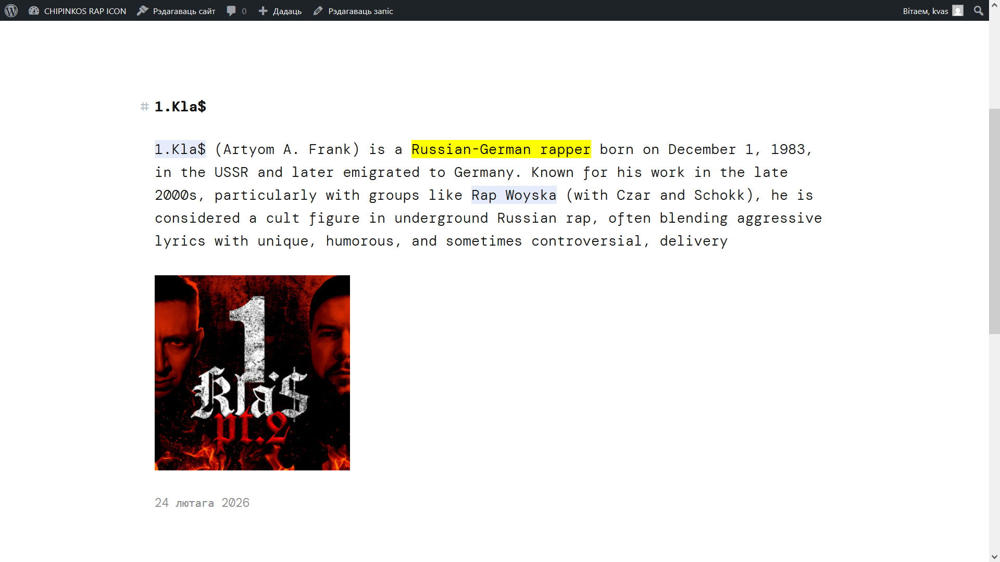 CHIPINKOS RAP ICON Рэдагаваць сайт 0 Дадаць Рэдагаваць запіс Вітаем, kvas
# 1.Kla$
1.Kla$ (Artyom A. Frank) is a Russian-German rapper born on December 1, 1983,
in the USSR and later emigrated to Germany. Known for his work in the late
2000s, particularly with groups like Rap Woyska (with Czar and Schokk), he is
considered a cult figure in underground Russian rap, often blending aggressive
lyrics with unique, humorous, and sometimes controversial, delivery
1
Kla$
pt.2
24 лютага 2026